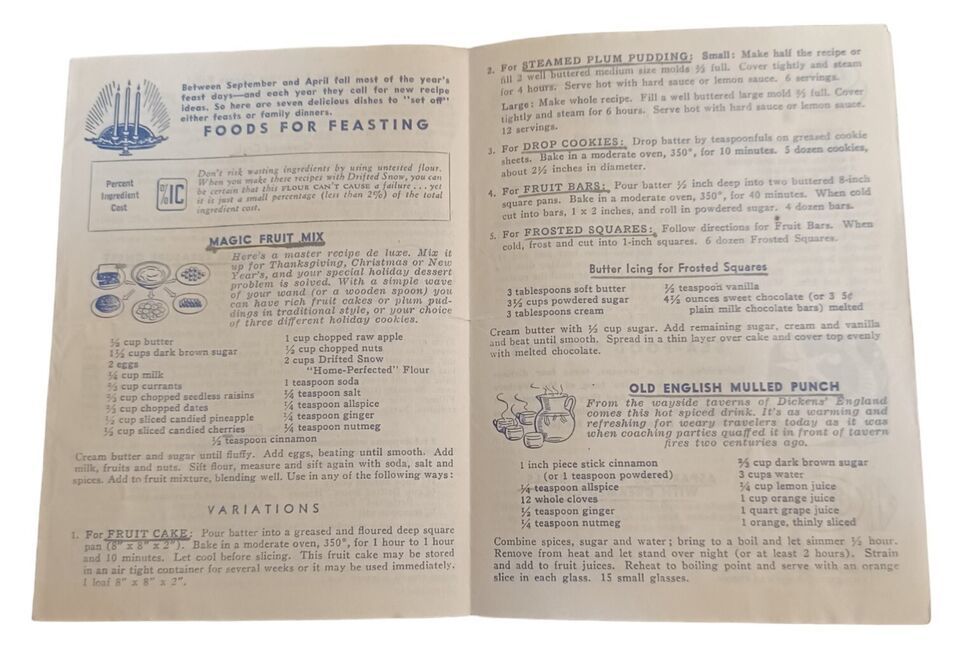 Between September and April fall most of the year's
feast days—and each year they call for new recipe
ideas. So here are seven delicious dishes to "set off"
either feasts or family dinners.
FOODS FOR FEASTING
Percent
Ingredient
Cost
%IC
Don't risk wasting ingredients by using untested flour.
When you make these recipes with Drifted Snow, you can
be certain that this FLOUR CAN'T CAUSE a failure . . . yet
it is just a small percentage (less than 2%) of the total
ingredient cost.
MAGIC FRUIT MIX
Here's a master recipe de luxe. Mix it
up for Thanksgiving, Christmas or New
Year's, and your special holiday dessert
problem is solved. With a simple wave
of your wand (or a wooden spoon) you
can have rich fruit cakes or plum pud-
dings in traditional style, or your choice
of three different holiday cookies.
½ cup butter
1½ cups dark brown sugar
2 eggs
¼ cup milk
⅔ cup currants
⅔ cup chopped seedless raisins
⅔ cup chopped dates
½ cup sliced candied pineapple
½ cup sliced candied cherries
1 cup chopped raw apple
½ cup chopped nuts
2 cups Drifted Snow
"Home-Perfected" Flour
1 teaspoon soda
¼ teaspoon salt
¼ teaspoon allspice
¼ teaspoon ginger
¼ teaspoon nutmeg
½ teaspoon cinnamon
Cream butter and sugar until fluffy. Add eggs, beating until smooth. Add
milk, fruits and nuts. Sift flour, measure and sift again with soda, salt and
spices. Add to fruit mixture, blending well. Use in any of the following ways:
VARIATIONS
1. For FRUIT CAKE: Pour batter into a greased and floured deep square
pan (8" x 8" x 2"). Bake in a moderate oven, 350°, for 1 hour to 1 hour
and 10 minutes. Let cool before slicing. This fruit cake may be stored
in an air tight container for several weeks or it may be used immediately.
1 loaf 8" x 8" x 2".
2. For STEAMED PLUM PUDDING: Small: Make half the recipe or
fill 2 well buttered medium size molds ⅔ full. Cover tightly and steam
for 4 hours. Serve hot with hard sauce or lemon sauce. 6 servings.
Large: Make whole recipe. Fill a well buttered large mold ⅔ full. Cover
tightly and steam for 6 hours. Serve hot with hard sauce or lemon sauce.
12 servings.
3. For DROP COOKIES: Drop batter by teaspoonfuls on greased cookie
sheets. Bake in a moderate oven, 350°, for 10 minutes. 5 dozen cookies,
about 2½ inches in diameter.
4. For FRUIT BARS: Pour batter ½ inch deep into two buttered 8-inch
square pans. Bake in a moderate oven, 350°, for 40 minutes. When cold
cut into bars, 1 x 2 inches, and roll in powdered sugar. 4 dozen bars.
5. For FROSTED SQUARES: Follow directions for Fruit Bars. When
cold, frost and cut into 1-inch squares. 6 dozen Frosted Squares.
Butter Icing for Frosted Squares
3 tablespoons soft butter
3½ cups powdered sugar
3 tablespoons cream
½ teaspoon vanilla
4½ ounces sweet chocolate (or 3 5¢
plain milk chocolate bars) melted
Cream butter with ½ cup sugar. Add remaining sugar, cream and vanilla
and beat until smooth. Spread in a thin layer over cake and cover top evenly
with melted chocolate.
OLD ENGLISH MULLED PUNCH
From the wayside taverns of Dickens' England
comes this hot spiced drink. It's as warming and
refreshing for weary travelers today as it was
when coaching parties quaffed it in front of tavern
fires two centuries ago.
1 inch piece stick cinnamon
(or 1 teaspoon powdered)
¼ teaspoon allspice
12 whole cloves
½ teaspoon ginger
¼ teaspoon nutmeg
⅔ cup dark brown sugar
3 cups water
¼ cup lemon juice
1 cup orange juice
1 quart grape juice
1 orange, thinly sliced
Combine spices, sugar and water; bring to a boil and let simmer ½ hour.
Remove from heat and let stand over night (or at least 2 hours). Strain
and add to fruit juices. Reheat to boiling point and serve with an orange
slice in each glass. 15 small glasses.